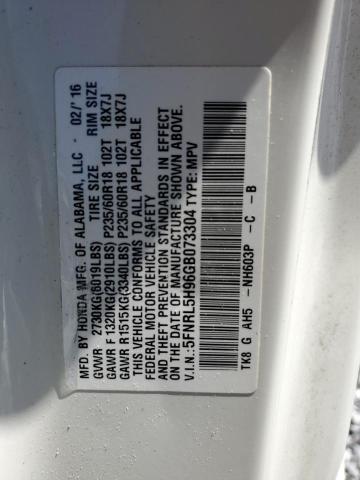 MFD. BY HONDA MFG. OF ALABAMA, LLC 02/'16
TIRE SIZE RIM SIZE
GVWR 2730KG(6019LBS)
GAWR F 1320KG(2910LBS) P235/60R18 102T 18X7J
GAWR R 1515KG(3340LBS) P235/60R18 102T 18X7J
THIS VEHICLE CONFORMS TO ALL APPLICABLE
FEDERAL MOTOR VEHICLE SAFETY
AND THEFT PREVENTION STANDARDS IN EFFECT
ON THE DATE OF MANUFACTURE SHOWN ABOVE.
V.I.N.: 5FNRL5H96GB073304 TYPE: MPV
TK8 G AH5 - NH603P - C - B